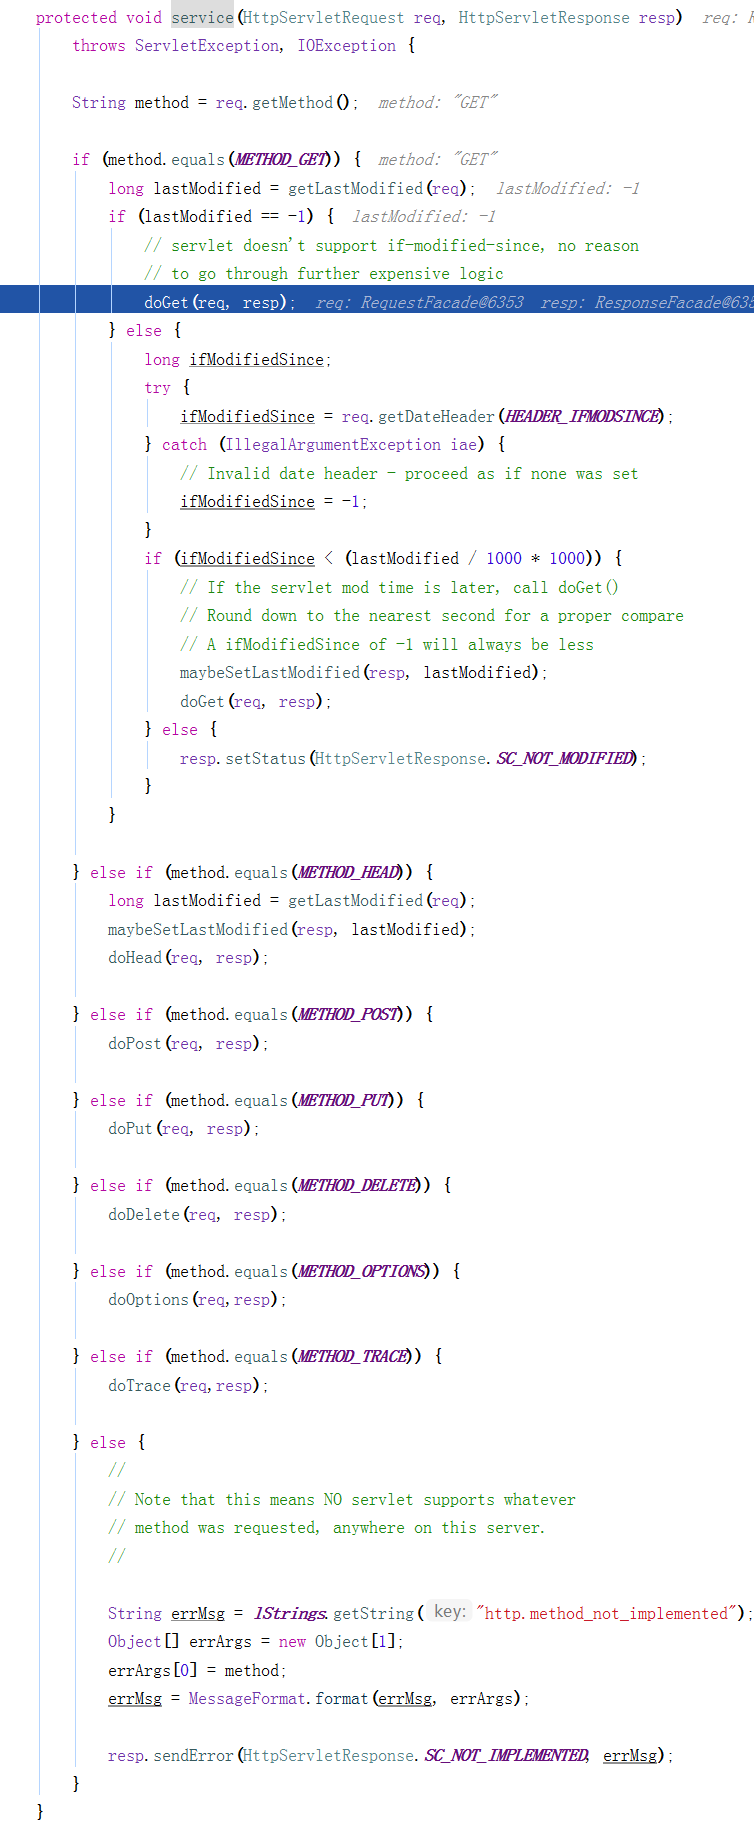 protected void service(HttpServletRequest req, HttpServletResponse resp)  req: R
    throws ServletException, IOException {

    String method = req.getMethod();  method: "GET"

    if (method.equals(METHOD_GET)) {  method: "GET"
        long lastModified = getLastModified(req);  lastModified: -1
        if (lastModified == -1) {  lastModified: -1
            // servlet doesn't support if-modified-since, no reason
            // to go through further expensive logic
            doGet(req, resp);  req: RequestFacade@6353  resp: ResponseFacade@635
        } else {
            long ifModifiedSince;
            try {
                ifModifiedSince = req.getDateHeader(HEADER_IFMODSINCE);
            } catch (IllegalArgumentException iae) {
                // Invalid date header - proceed as if none was set
                ifModifiedSince = -1;
            }
            if (ifModifiedSince < (lastModified / 1000 * 1000)) {
                // If the servlet mod time is later, call doGet()
                // Round down to the nearest second for a proper compare
                // A ifModifiedSince of -1 will always be less
                maybeSetLastModified(resp, lastModified);
                doGet(req, resp);
            } else {
                resp.setStatus(HttpServletResponse.SC_NOT_MODIFIED);
            }
        }

    } else if (method.equals(METHOD_HEAD)) {
        long lastModified = getLastModified(req);
        maybeSetLastModified(resp, lastModified);
        doHead(req, resp);

    } else if (method.equals(METHOD_POST)) {
        doPost(req, resp);

    } else if (method.equals(METHOD_PUT)) {
        doPut(req, resp);

    } else if (method.equals(METHOD_DELETE)) {
        doDelete(req, resp);

    } else if (method.equals(METHOD_OPTIONS)) {
        doOptions(req,resp);

    } else if (method.equals(METHOD_TRACE)) {
        doTrace(req,resp);

    } else {
        //
        // Note that this means NO servlet supports whatever
        // method was requested, anywhere on this server.
        //

        String errMsg = lStrings.getString( key: "http.method_not_implemented");
        Object[] errArgs = new Object[1];
        errArgs[0] = method;
        errMsg = MessageFormat.format(errMsg, errArgs);

        resp.sendError(HttpServletResponse.SC_NOT_IMPLEMENTED, errMsg);
    }
}